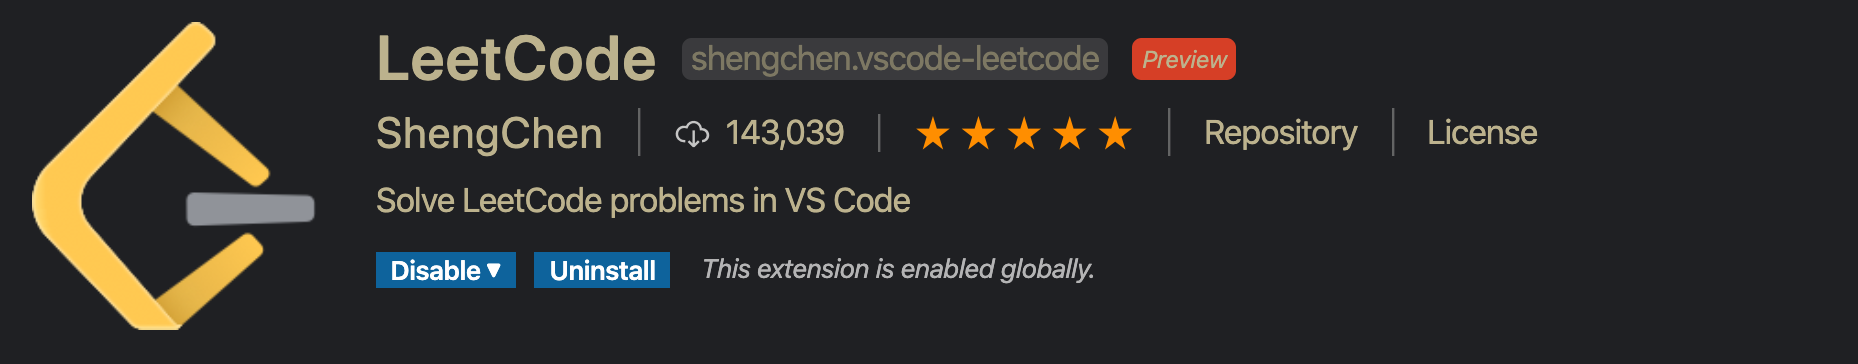 LeetCode shengchen.vscode-leetcode Preview
ShengChen 143,039 Repository License
Solve LeetCode problems in VS Code
Disable Uninstall This extension is enabled globally.